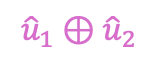 û₁ ⊕ û₂